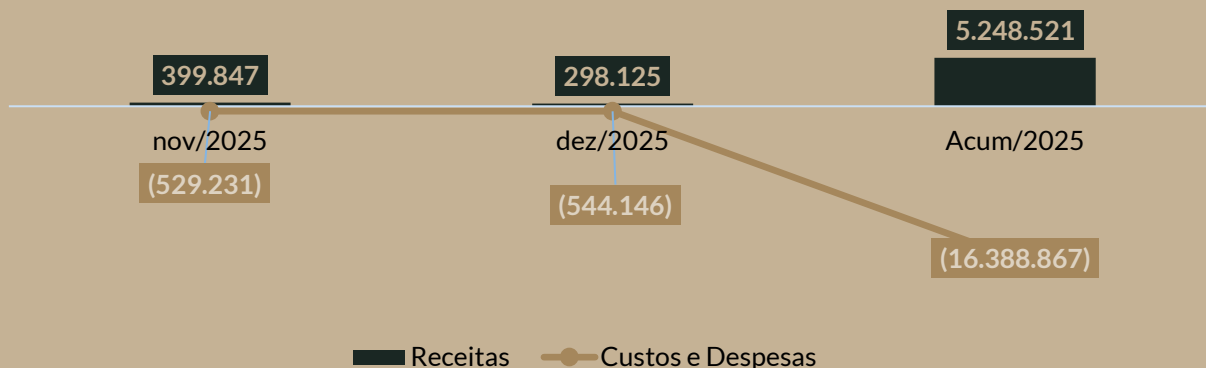 5.248.521
399.847
298.125
nov/2025
dez/2025
Acum/2025
(529.231)
(544.146)
(16.388.867)
Receitas
Custos e Despesas